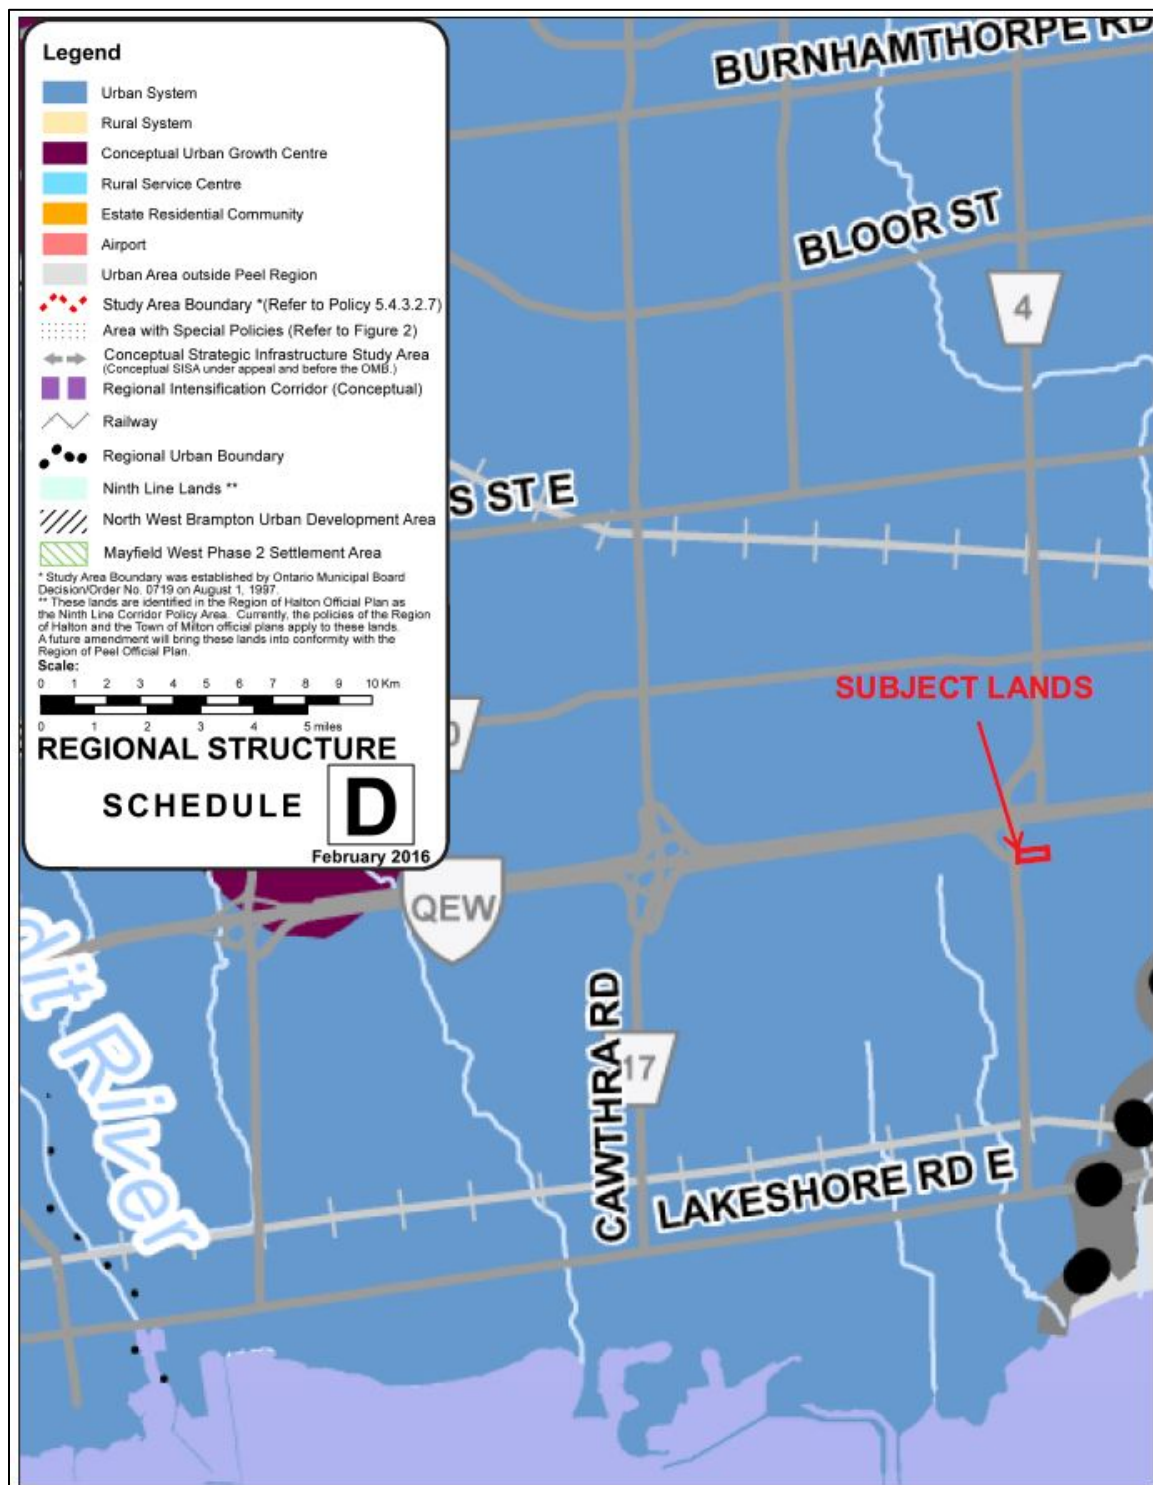 Legend
Urban System
Rural System
Conceptual Urban Growth Centre
Rural Service Centre
Estate Residential Community
Airport
Urban Area outside Peel Region
Study Area Boundary *(Refer to Policy 5.4.3.2.7)
Area with Special Policies (Refer to Figure 2)
Conceptual Strategic Infrastructure Study Area
(Conceptual SISA under appeal and before the OMB.)
Regional Intensification Corridor (Conceptual)
Railway
Regional Urban Boundary
Ninth Line Lands **
North West Brampton Urban Development Area
Mayfield West Phase 2 Settlement Area
* Study Area Boundary was established by Ontario Municipal Board
Decision/Order No. 0719 on August 1, 1997.
** These lands are identified in the Region of Halton Official Plan as
the Ninth Line Corridor Policy Area. Currently, the policies of the Region
of Halton and the Town of Milton official plans apply to these lands.
A future amendment will bring these lands into conformity with the
Region of Peel Official Plan.
Scale:
0 1 2 3 4 5 6 7 8 9 10 Km
0 1 2 3 4 5 miles
REGIONAL STRUCTURE
SCHEDULE D
February 2016
BURNHAMTHORPE RD
BLOOR ST
4
S ST E
SUBJECT LANDS
0
QEW
dit River
CAWTHRA RD
17
LAKESHORE RD E